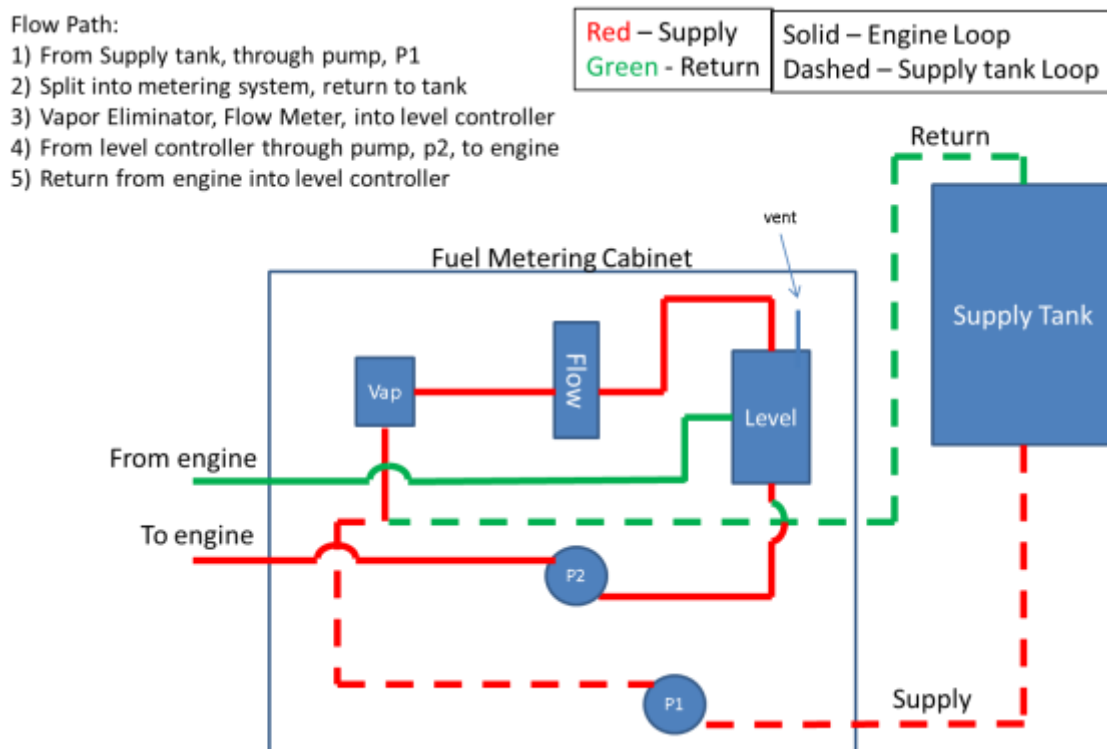 Flow Path:
1) From Supply tank, through pump, P1
2) Split into metering system, return to tank
3) Vapor Eliminator, Flow Meter, into level controller
4) From level controller through pump, p2, to engine
5) Return from engine into level controller
Red – Supply
Green - Return
Solid – Engine Loop
Dashed – Supply tank Loop
Return
vent
Fuel Metering Cabinet
Supply Tank
Flow
Vap
Level
From engine
To engine
P2
P1
Supply